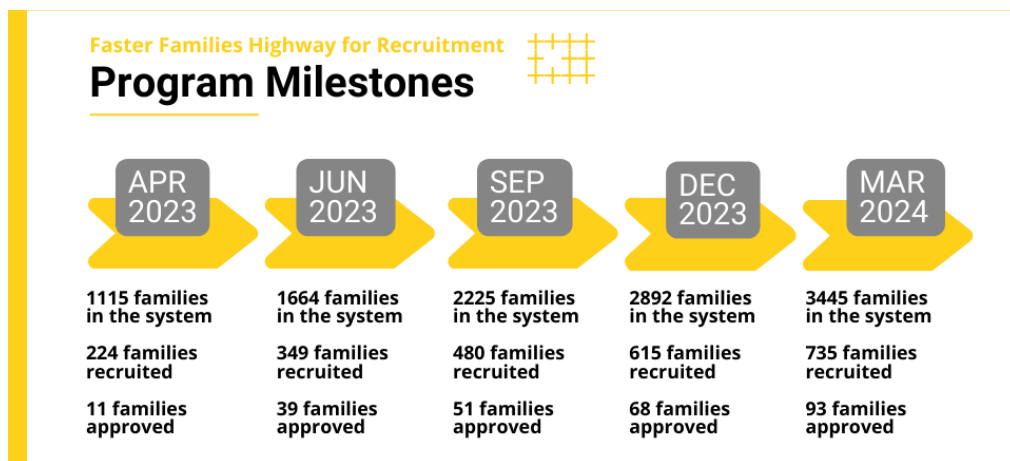 Faster Families Highway for Recruitment
Program Milestones
APR
2023
JUN
2023
SEP
2023
DEC
2023
MAR
2024
1115 families
in the system
224 families
recruited
11 families
approved
1664 families
in the system
349 families
recruited
39 families
approved
2225 families
in the system
480 families
recruited
51 families
approved
2892 families
in the system
615 families
recruited
68 families
approved
3445 families
in the system
735 families
recruited
93 families
approved